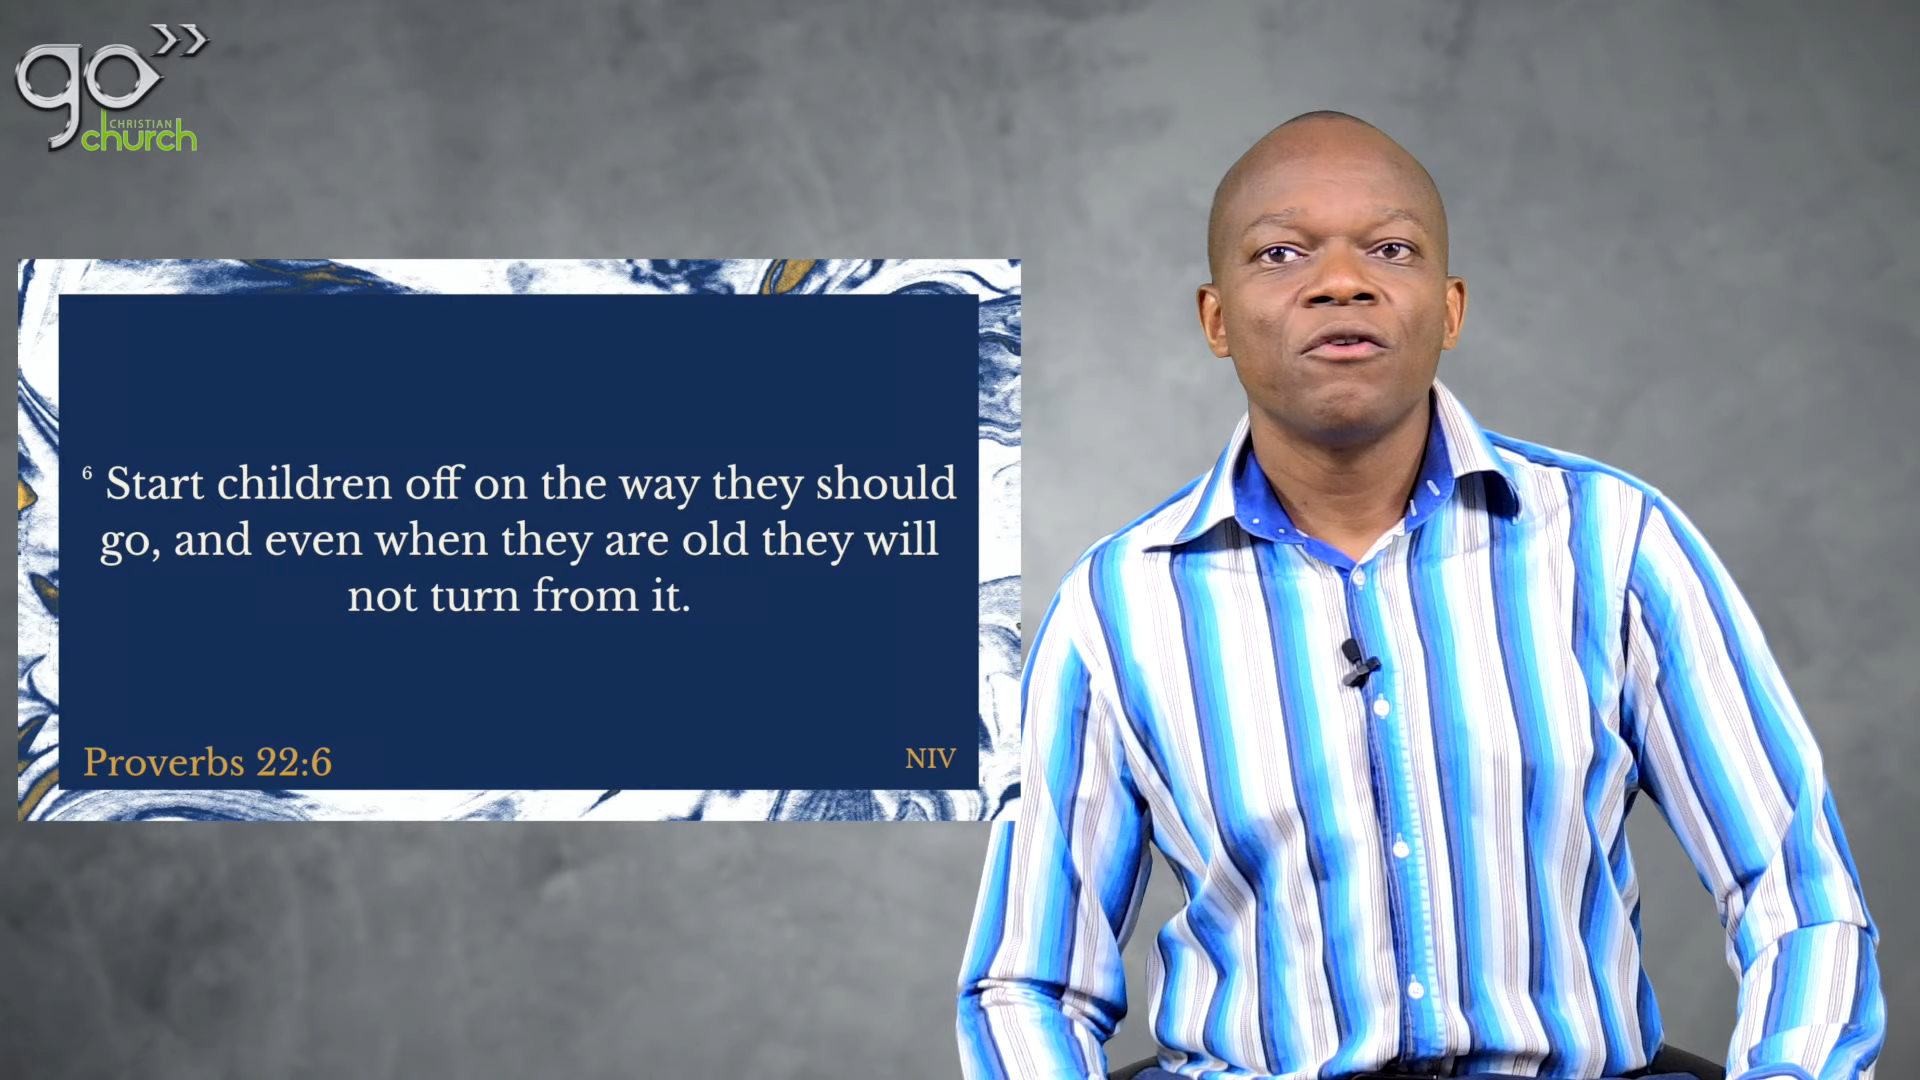 go
CHRISTIAN
church
6 Start children off on the way they should
go, and even when they are old they will
not turn from it.
Proverbs 22:6
NIV